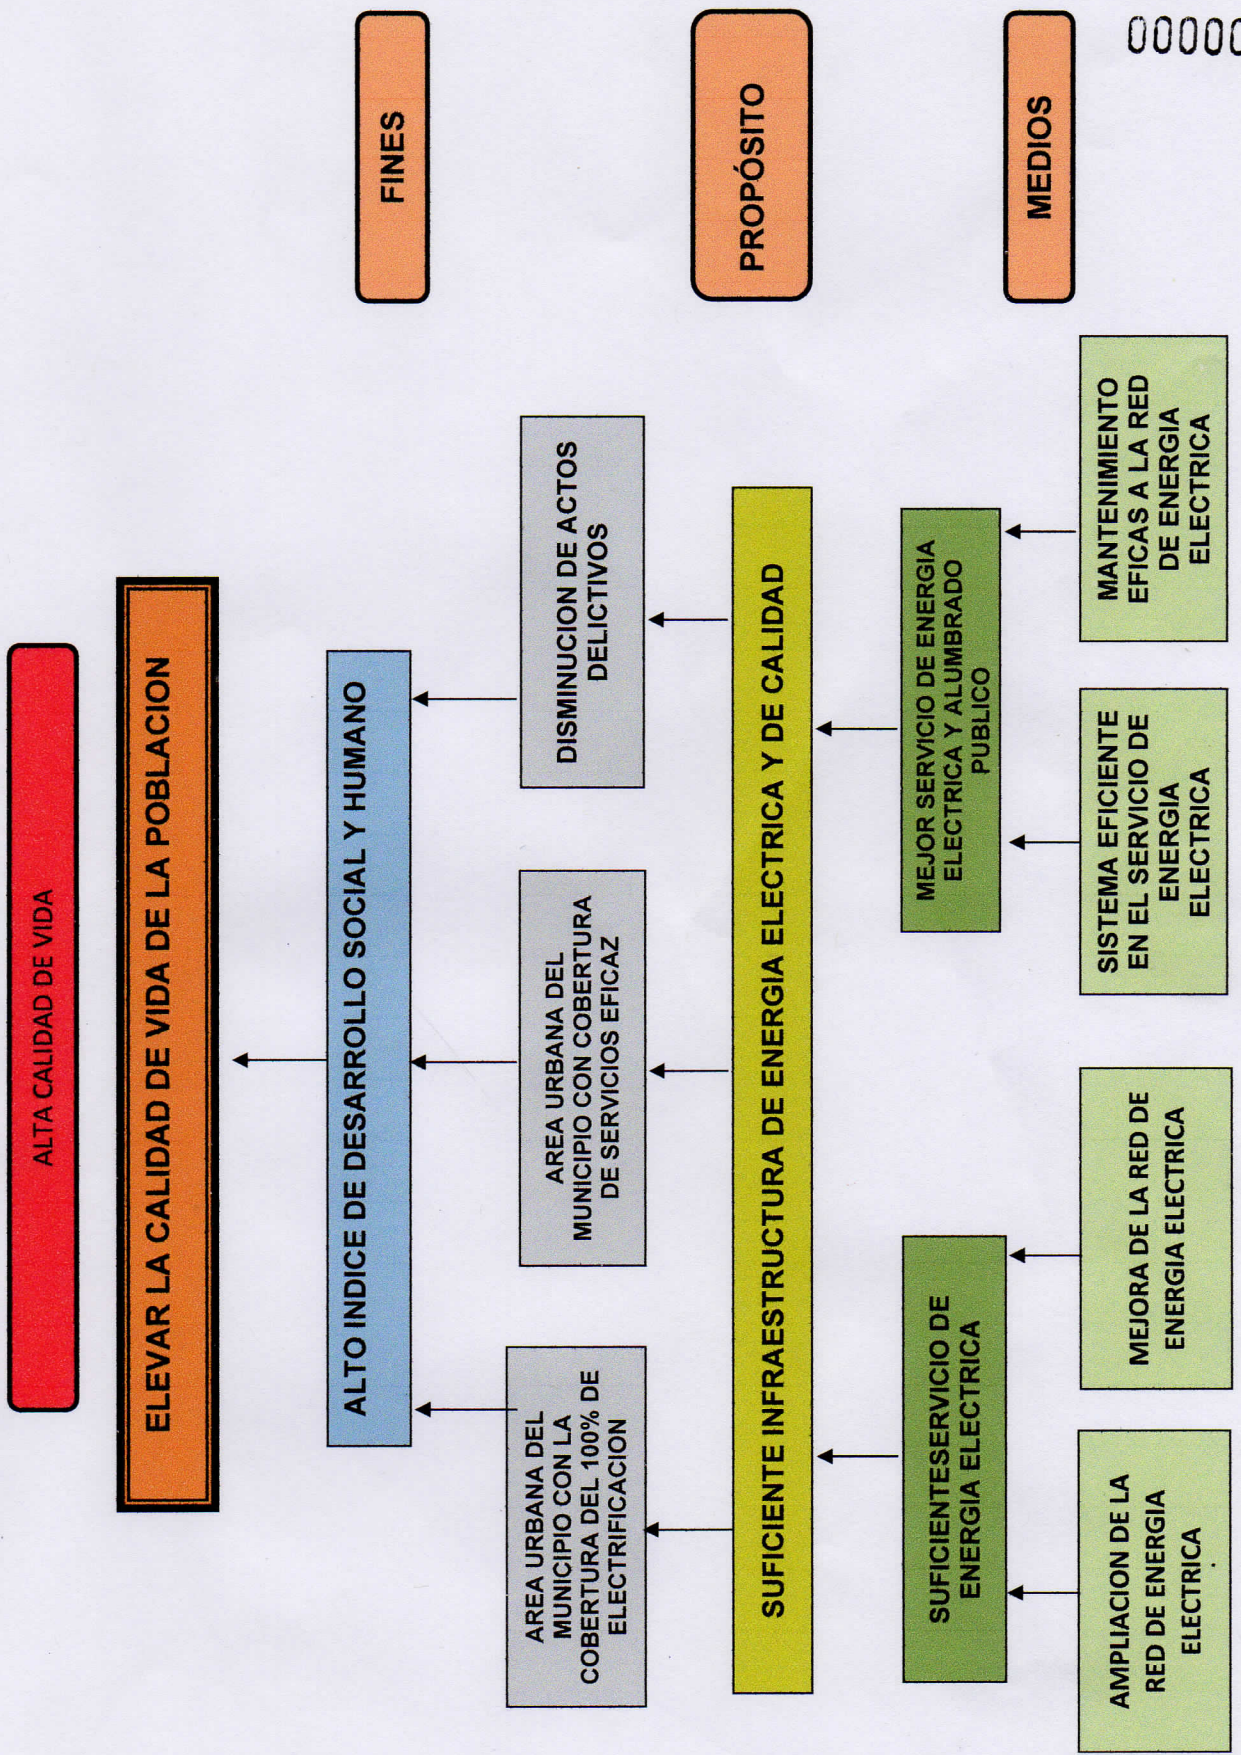 ALTA CALIDAD DE VIDA
ELEVAR LA CALIDAD DE VIDA DE LA POBLACION
ALTO INDICE DE DESARROLLO SOCIAL Y HUMANO
FINES
AREA URBANA DEL
MUNICIPIO CON LA
COBERTURA DEL 100% DE
ELECTRIFICACION
AREA URBANA DEL
MUNICIPIO CON COBERTURA
DE SERVICIOS EFICAZ
DISMINUCION DE ACTOS
DELICTIVOS
SUFICIENTE INFRAESTRUCTURA DE ENERGIA ELECTRICA Y DE CALIDAD
PROPÓSITO
SUFICIENTESERVICIO DE
ENERGIA ELECTRICA
MEJOR SERVICIO DE ENERGIA
ELECTRICA Y ALUMBRADO
PUBLICO
MEDIOS
AMPLIACION DE LA
RED DE ENERGIA
ELECTRICA
MEJORA DE LA RED DE
ENERGIA ELECTRICA
SISTEMA EFICIENTE
EN EL SERVICIO DE
ENERGIA
ELECTRICA
MANTENIMIENTO
EFICAS A LA RED
DE ENERGIA
ELECTRICA